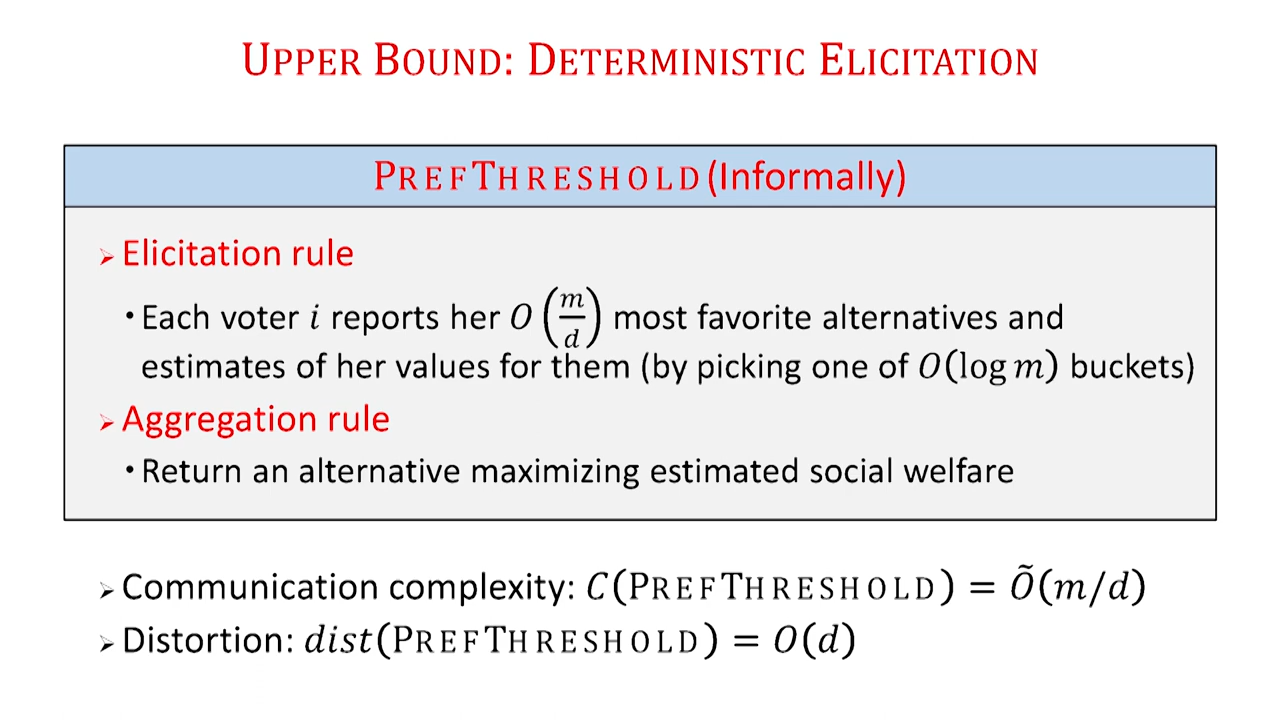 UPPER BOUND: DETERMINISTIC ELICITATION
PREFTHRESHOLD (Informally)
➢ Elicitation rule
• Each voter i reports her O(m/d) most favorite alternatives and
estimates of her values for them (by picking one of O(log m) buckets)
➢ Aggregation rule
• Return an alternative maximizing estimated social welfare
➢ Communication complexity: C(PREFTHRESHOLD) = Õ(m/d)
➢ Distortion: dist(PREFTHRESHOLD) = O(d)